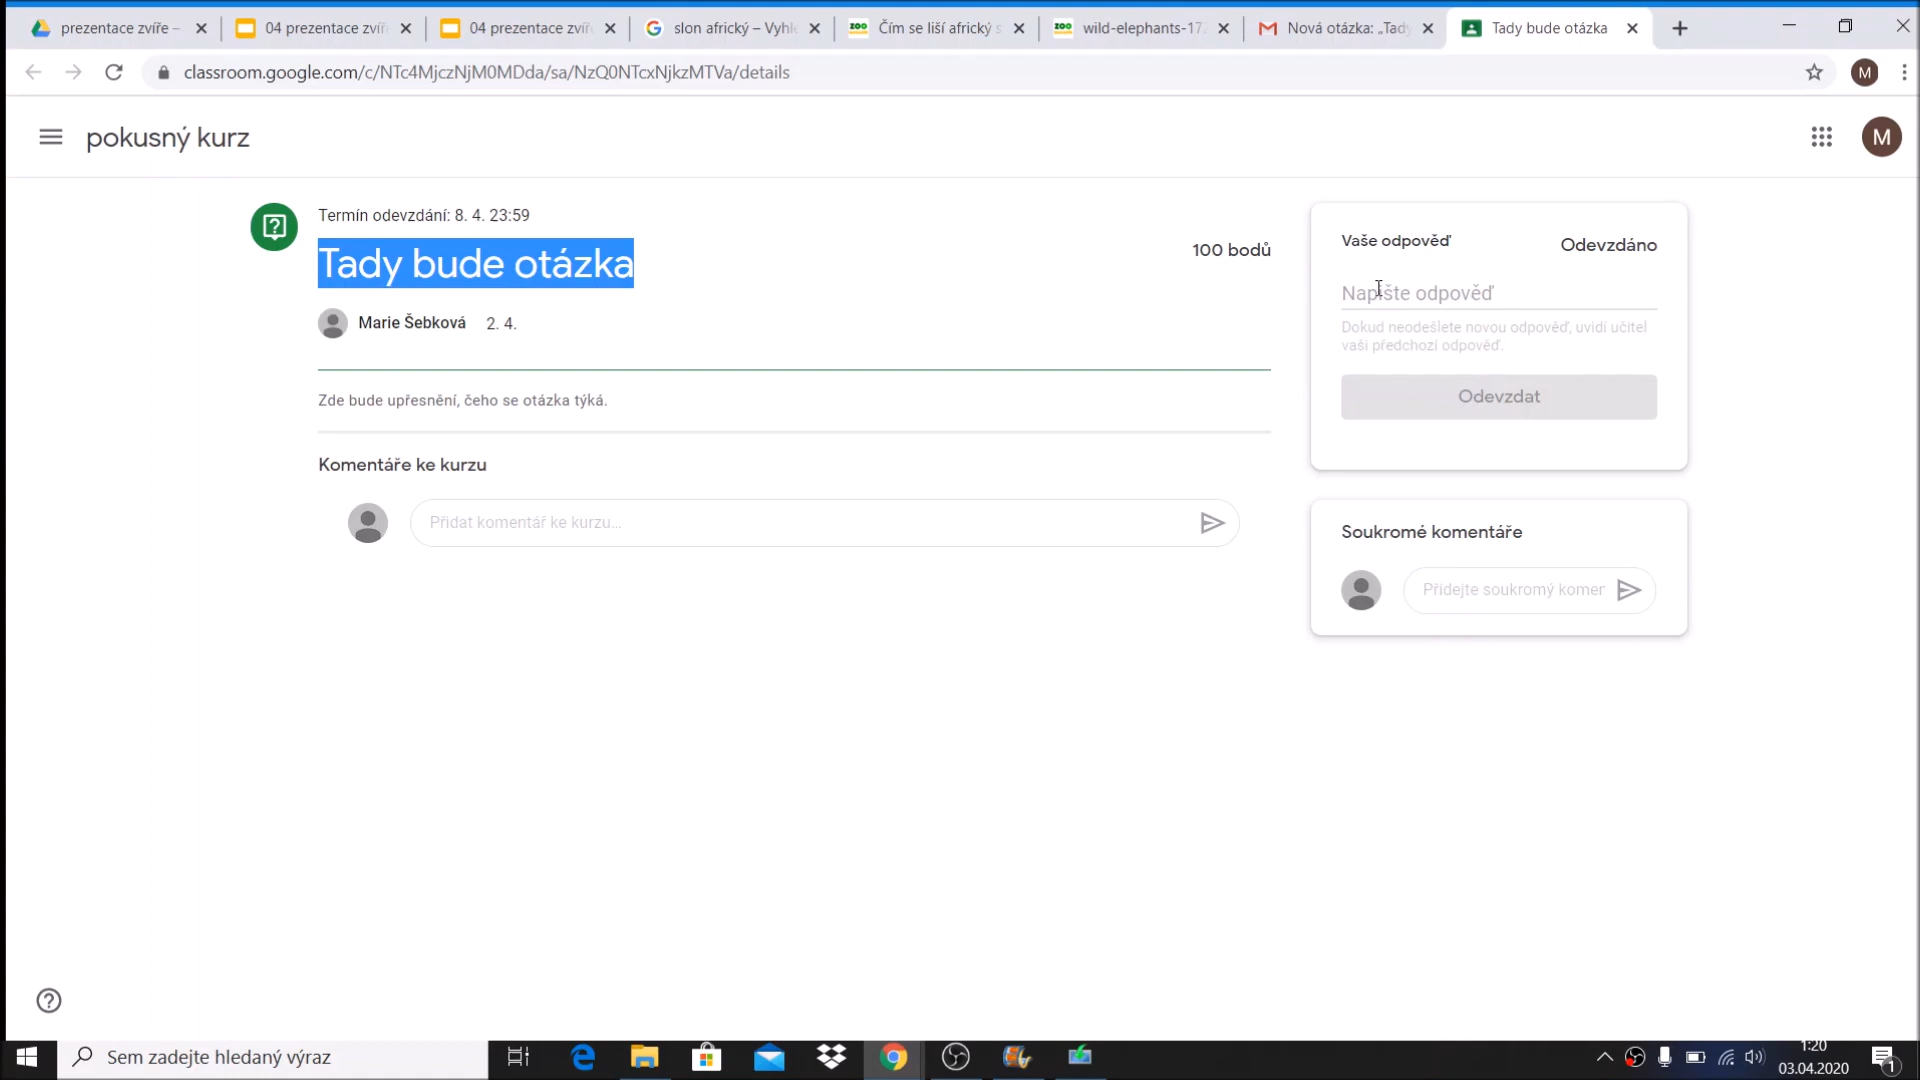 prezentace zvíře –
04 prezentace zvíř
04 prezentace zvíř
slon africký – Vyhl
Čím se liší africký s
wild-elephants-17
Nová otázka: „Tady
Tady bude otázka
classroom.google.com/c/NTc4MjczNjM0MDda/sa/NzQ0NTcxNjkzMTVa/details
M
pokusný kurz
M
Termín odevzdání: 8. 4. 23:59
Tady bude otázka
100 bodů
Marie Šebková 2. 4.
Zde bude upřesnění, čeho se otázka týká.
Komentáře ke kurzu
Přidat komentář ke kurzu...
Vaše odpověď
Odevzdáno
Napište odpověď
Dokud neodešlete novou odpověď, uvidí učitel
vaši předchozí odpověď.
Odevzdat
Soukromé komentáře
Přidejte soukromý komer
Sem zadejte hledaný výraz
1:20
03.04.2020
1